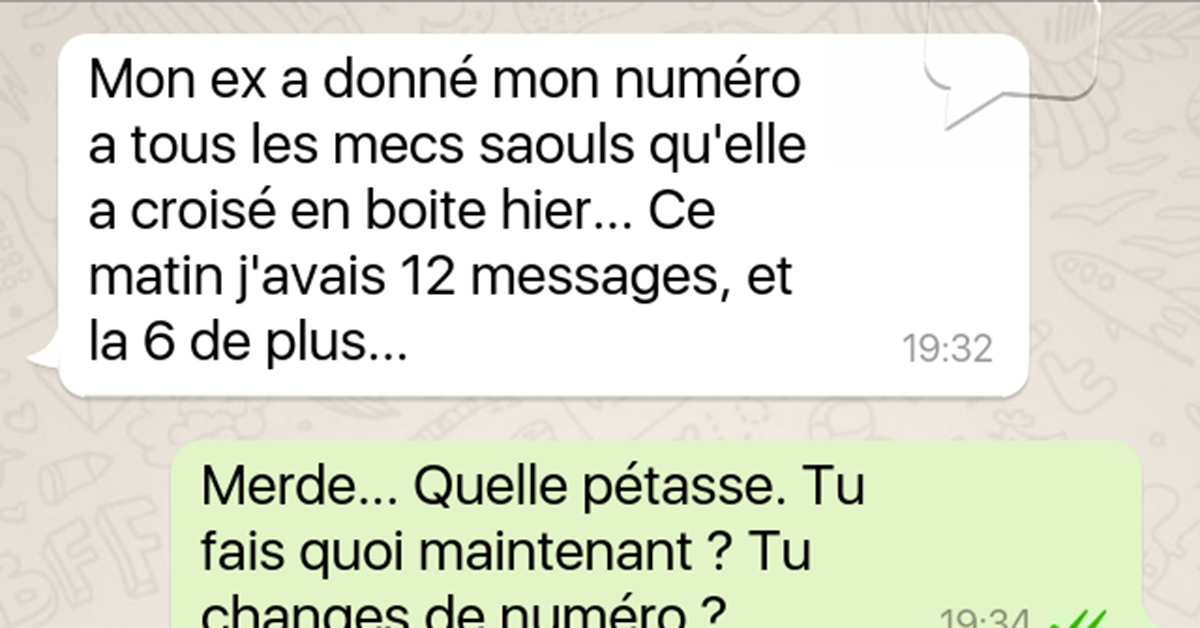 Mon ex a donné mon numéro
a tous les mecs saouls qu'elle
a croisé en boite hier... Ce
matin j'avais 12 messages, et
la 6 de plus...
19:32
Merde... Quelle pétasse. Tu
fais quoi maintenant ? Tu
changes de numéro ?
19:34
BFF